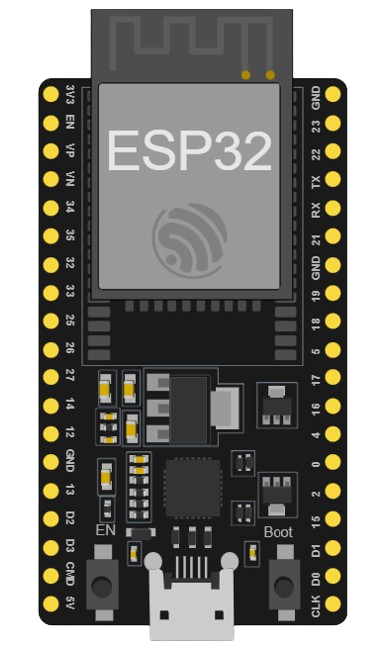 3V3
EN
VP
VN
34
35
32
33
25
26
27
14
12
GND
13
D2
D3
CMD
5V
ESP32
EN
Boot
GND
23
22
TX
RX
21
GND
19
18
5
17
16
4
0
2
15
D1
D0
CLK